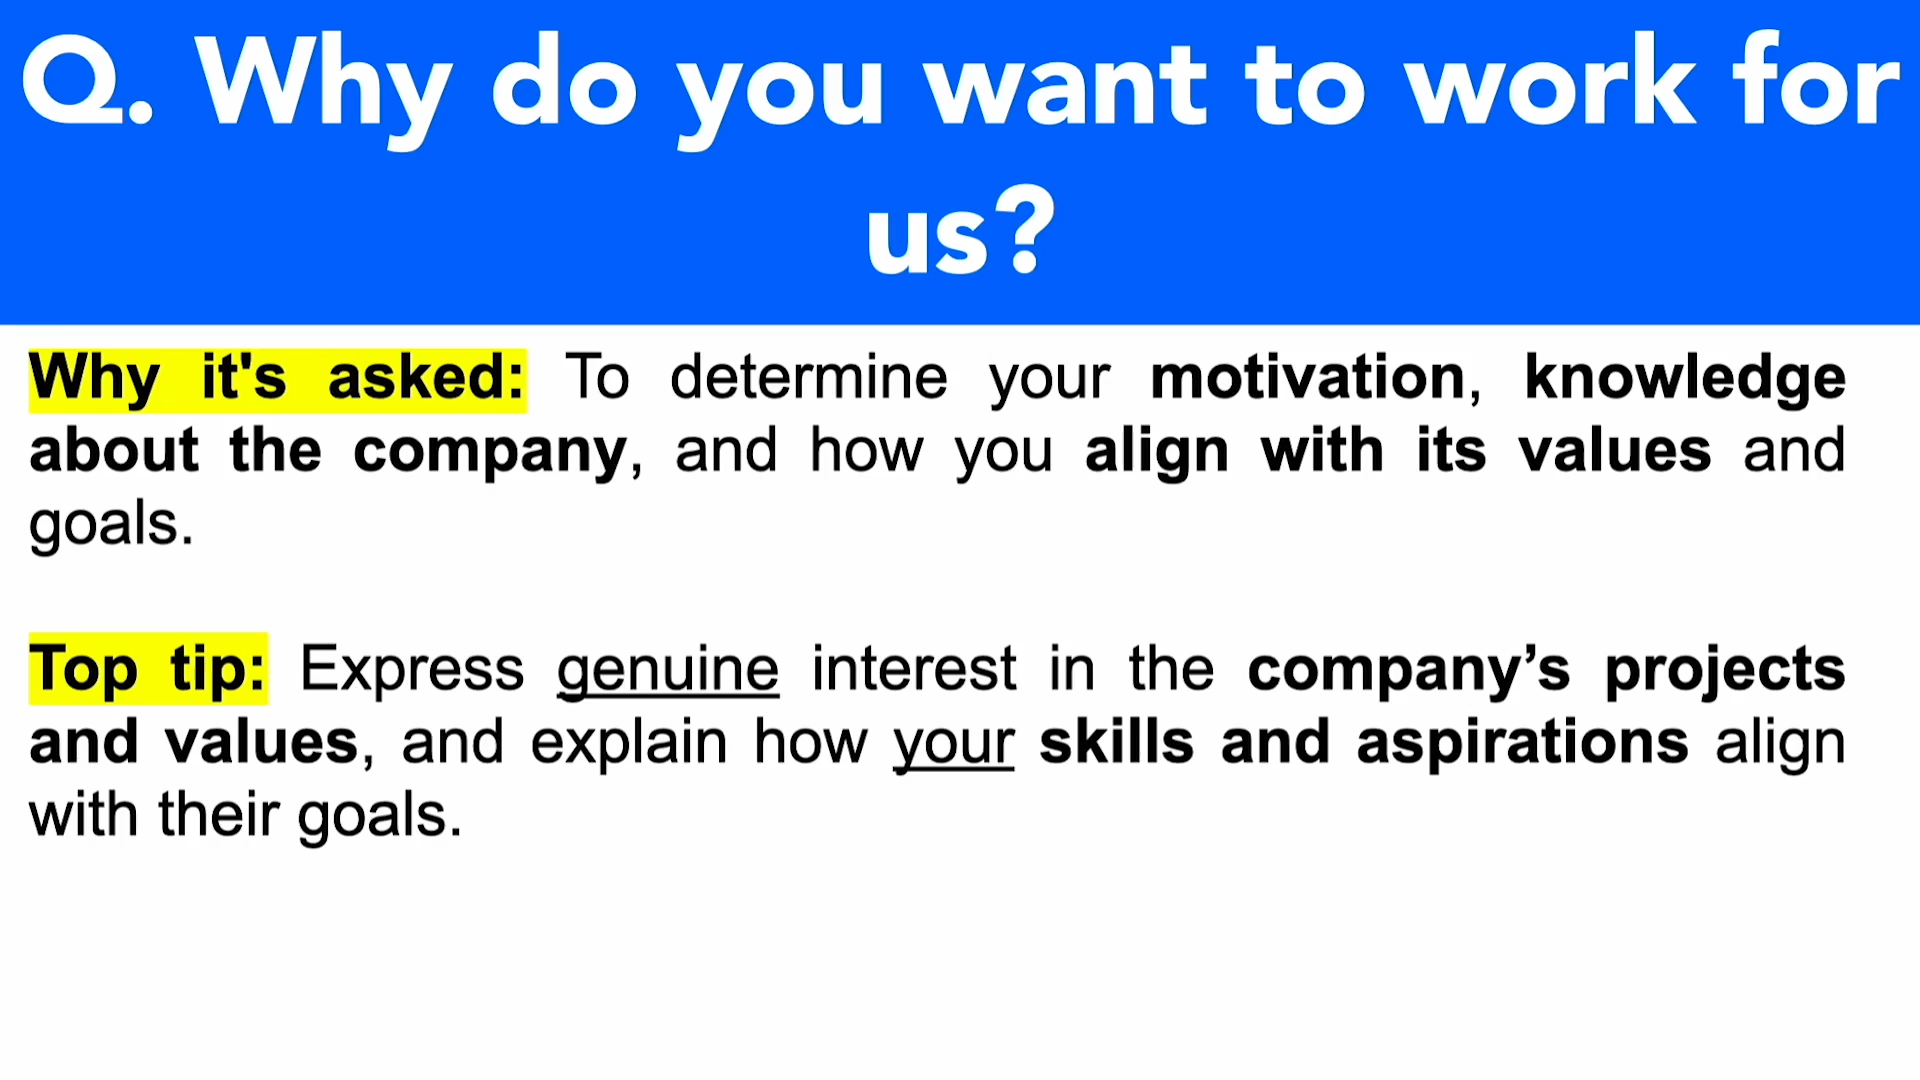 Q. Why do you want to work for
us?
Why it's asked: To determine your motivation, knowledge
about the company, and how you align with its values and
goals.
Top tip: Express genuine interest in the company’s projects
and values, and explain how your skills and aspirations align
with their goals.